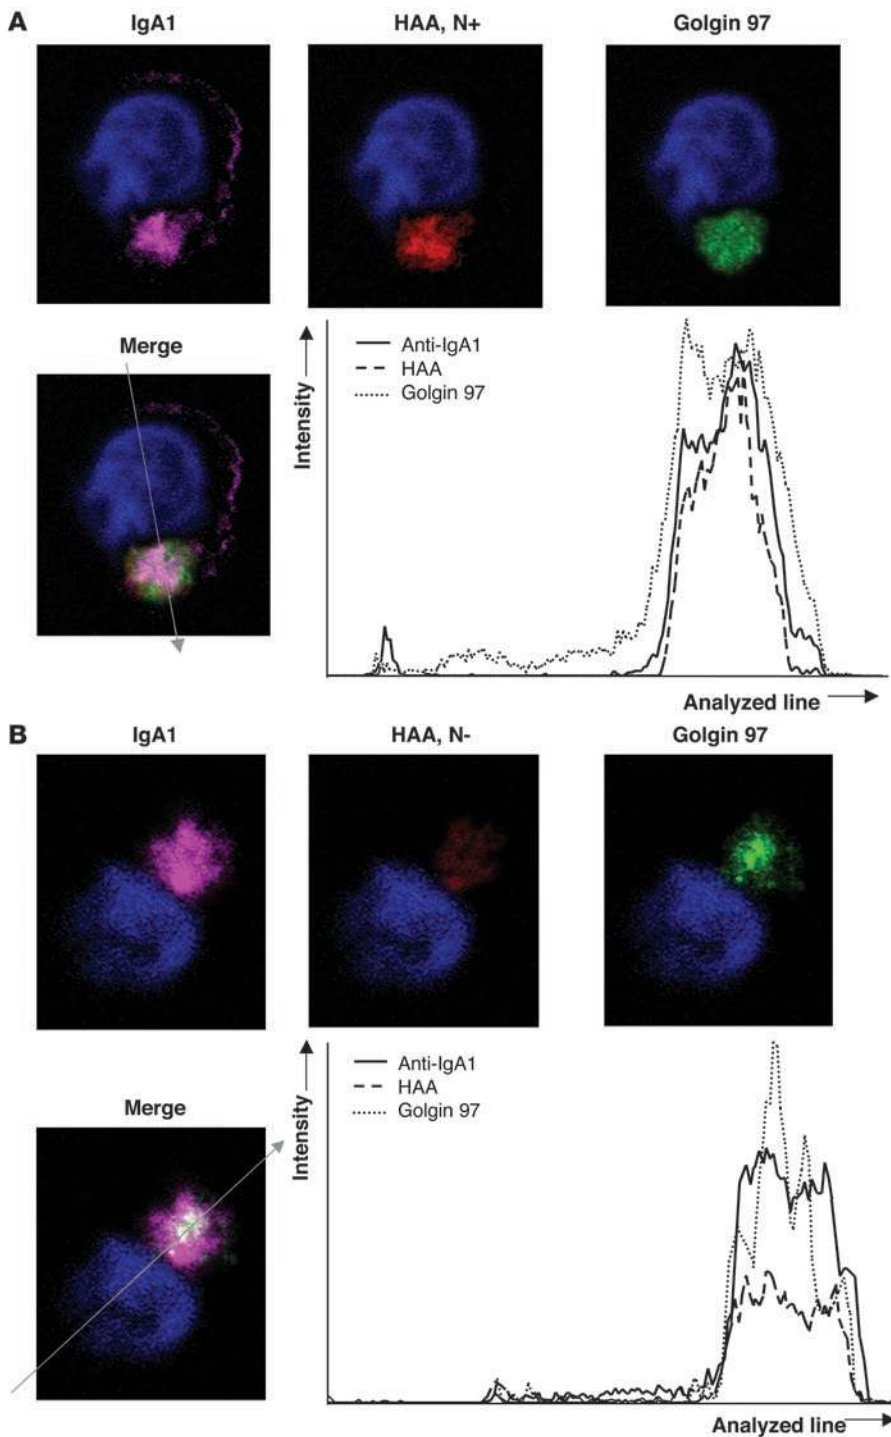 A
IgA1 HAA, N+ Golgin 97
Merge
Intensity
Anti-IgA1
HAA
Golgin 97
Analyzed line
B
IgA1 HAA, N- Golgin 97
Merge
Intensity
Anti-IgA1
HAA
Golgin 97
Analyzed line